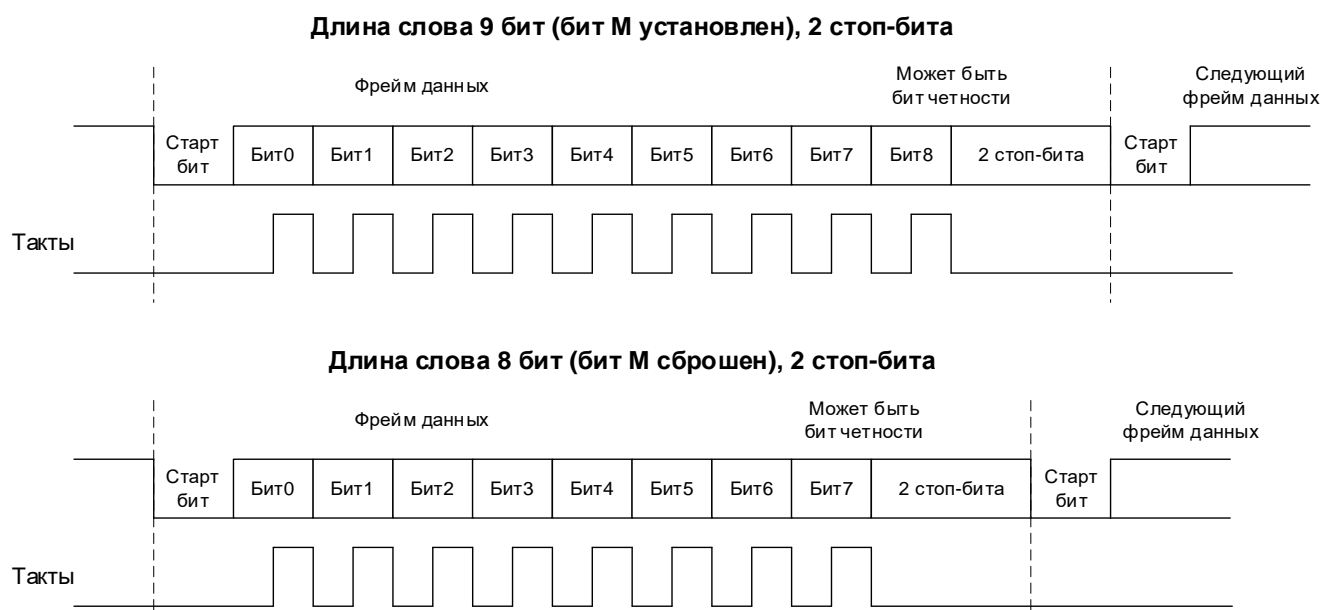 Длина слова 9 бит (бит М установлен), 2 стоп-бита
Фрейм данных
Может быть
бит четности
Следующий
фрейм данных
Старт
бит
Бит0
Бит1
Бит2
Бит3
Бит4
Бит5
Бит6
Бит7
Бит8
2 стоп-бита
Старт
бит
Такты
Длина слова 8 бит (бит М сброшен), 2 стоп-бита
Фрейм данных
Может быть
бит четности
Следующий
фрейм данных
Старт
бит
Бит0
Бит1
Бит2
Бит3
Бит4
Бит5
Бит6
Бит7
2 стоп-бита
Старт
бит
Такты